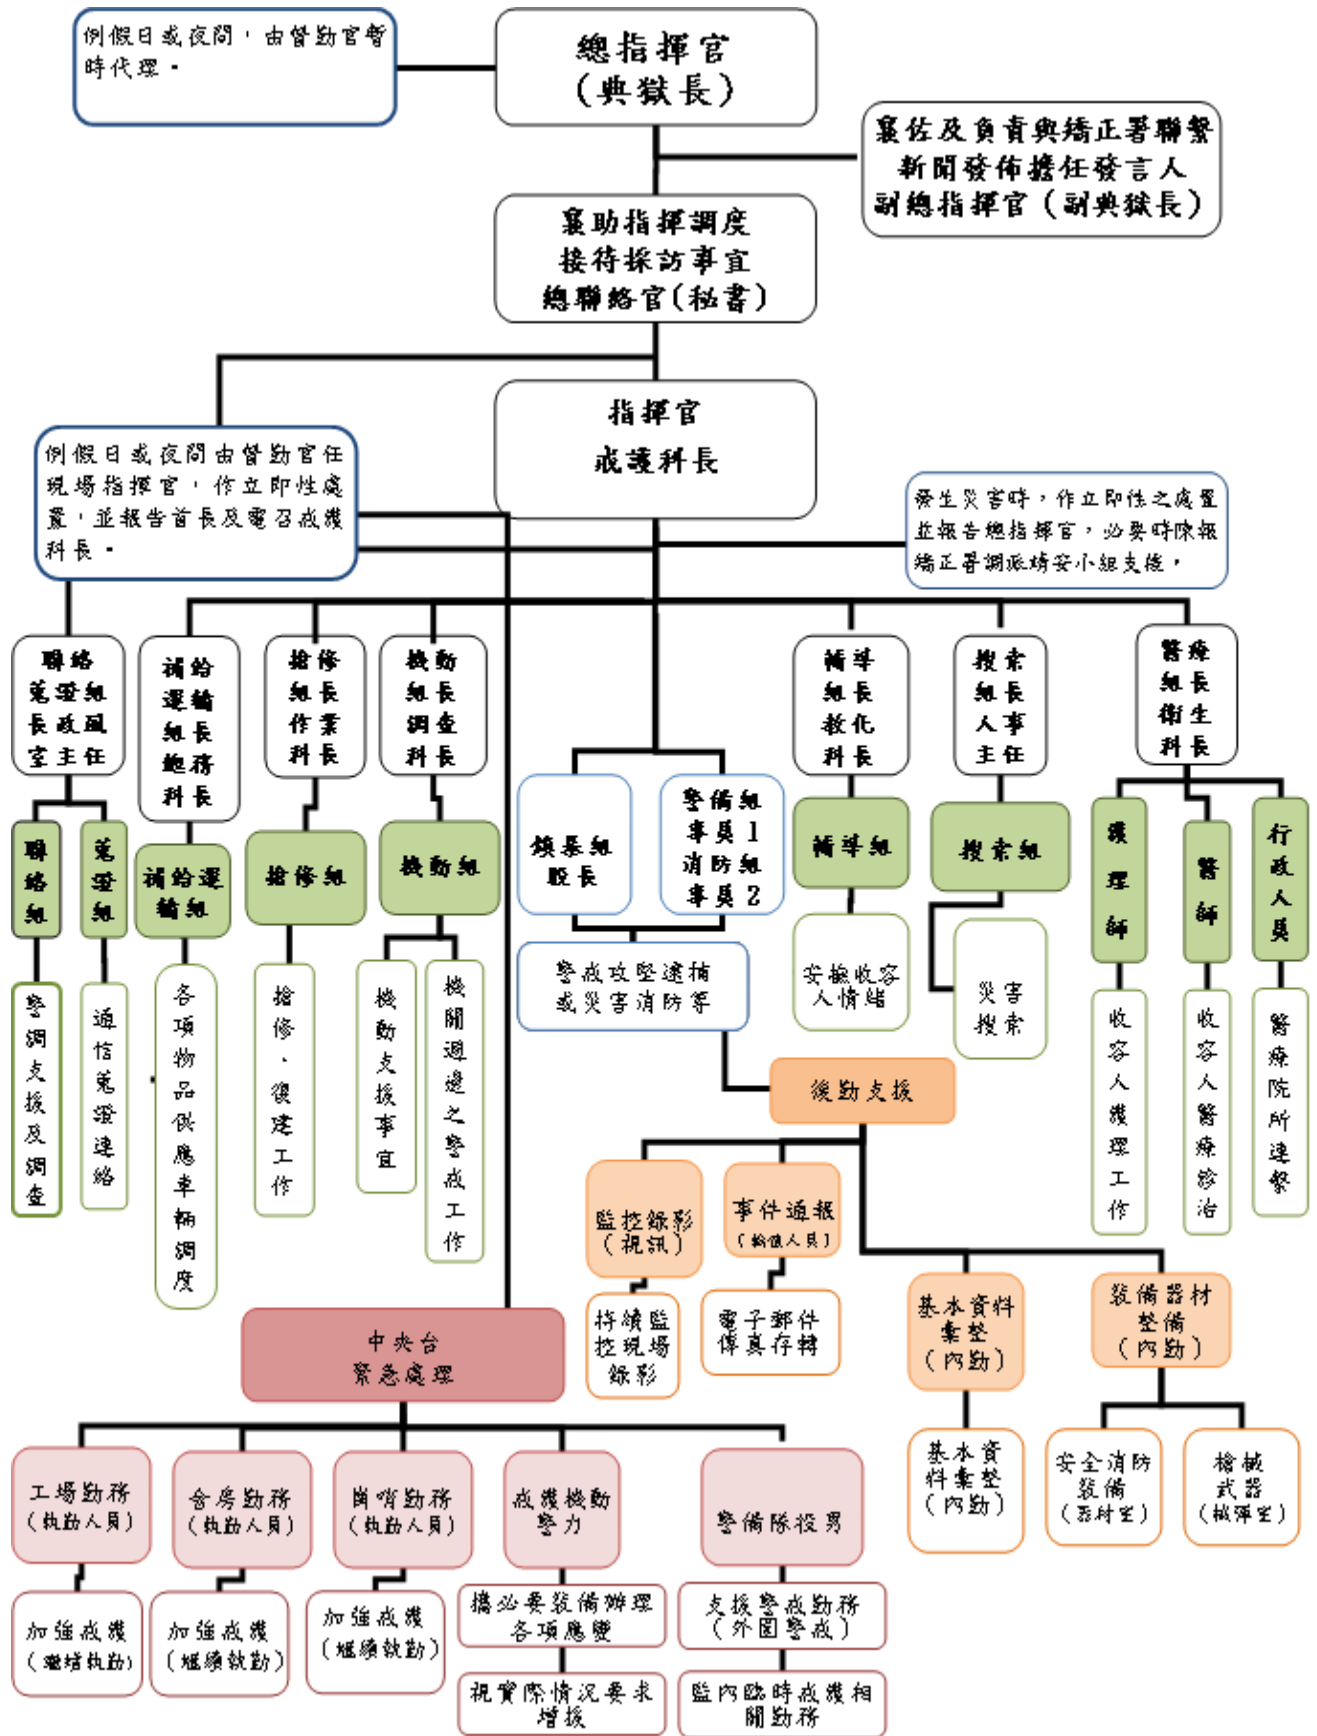 例假日或夜間，由督勤官暫
時代理。
總指揮官
(典獄長)
襄佐及負責與矯正署聯繫
新聞發佈擔任發言人
副總指揮官（副典獄長）
襄助指揮調度
接待採訪事宜
總聯絡官(秘書)
指揮官
戒護科長
例假日或夜間由督勤官任
現場指揮官，作立即性處
置，並報告首長及電召戒護
科長。
發生災害時，作立即性之處置
並報告總指揮官，必要時陳報
矯正署調派靖安小組支援，
聯絡
蒐證組
長政風
室主任
補給
運輸
組長
總務
科長
搶修
組長
作業
科長
機動
組長
調查
科長
輔導
組長
教化
科長
搜索
組長
人事
主任
醫療
組長
衛生
科長
鎮暴組
股長
警備組
專員1
消防組
專員2
聯絡組
蒐證組
補給運
輸組
搶修組
機動組
輔導組
搜索組
護理師
醫師
行政人員
警調支援及調查
通信蒐證連絡
各項物品供應車輛調度
搶修、復建工作
機動支援事宜
機關週邊之警戒工作
警戒攻堅逮捕
或災害消防等
安撫收容
人情緒
災害
搜索
收容人護理工作
收容人醫療診治
醫療院所連繫
後勤支援
監控錄影
(視訊)
事件通報
(輪值人員)
基本資料
彙整
(內勤)
裝備器材
整備
(內勤)
持續監
控現場
錄影
電子郵件
傳真存轉
基本資
料彙整
(內勤)
安全消防
裝備
(器材室)
槍械
武器
(械彈室)
中央台
緊急處理
工場勤務
(執勤人員)
舍房勤務
(執勤人員)
崗哨勤務
(執勤人員)
戒護機動
警力
警備隊役男
加強戒護
(繼續執勤)
加強戒護
(繼續執勤)
加強戒護
(繼續執勤)
攜必要裝備辦理
各項應變
支援警戒勤務
(外圍警戒)
視實際情況要求
增援
監內臨時戒護相
關勤務